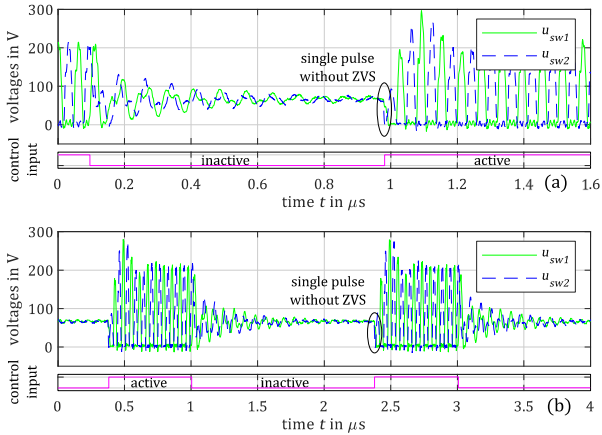 300
200
100
0
voltages in V
u_sw1
u_sw2
single pulse
without ZVS
control
input
inactive
active
0 0.2 0.4 0.6 0.8 1 1.2 1.4 1.6
(a)
time t in μs
300
200
100
0
voltages in V
u_sw1
u_sw2
single pulse
without ZVS
control
input
active
inactive
0 0.5 1 1.5 2 2.5 3 3.5 4
(b)
time t in μs